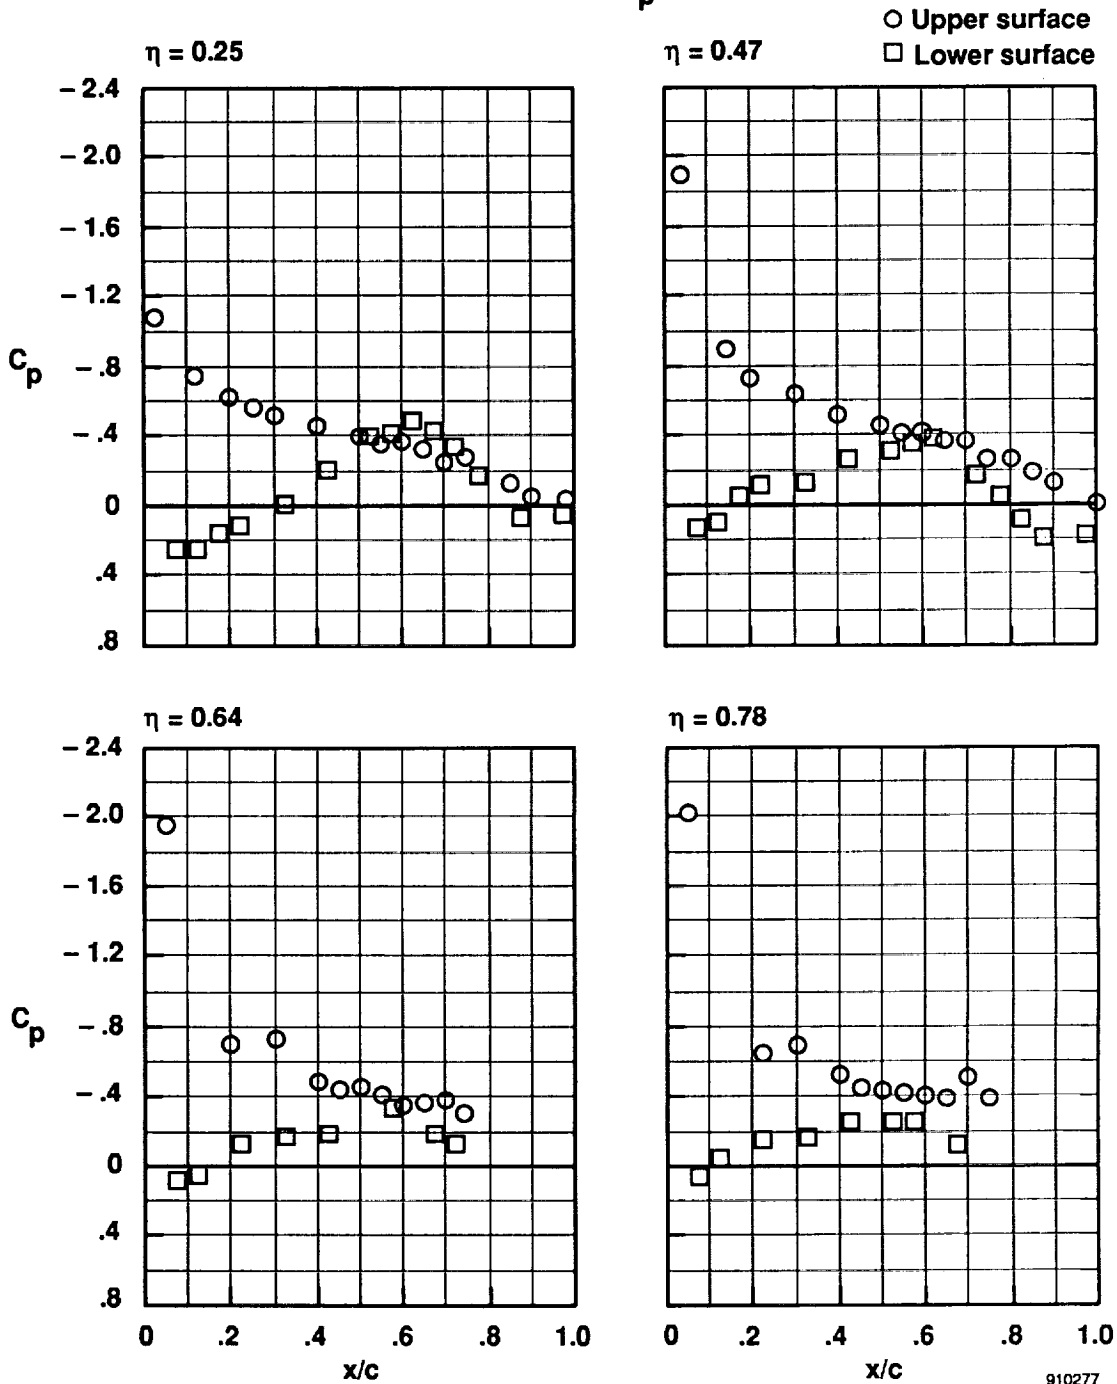 p
Upper surface
Lower surface
η = 0.25
η = 0.47
– 2.4
– 2.0
– 1.6
– 1.2
– .8
– .4
0
.4
.8
Cp
η = 0.64
η = 0.78
– 2.4
– 2.0
– 1.6
– 1.2
– .8
– .4
0
.4
.8
Cp
0 .2 .4 .6 .8 1.0
0 .2 .4 .6 .8 1.0
x/c
x/c
910277